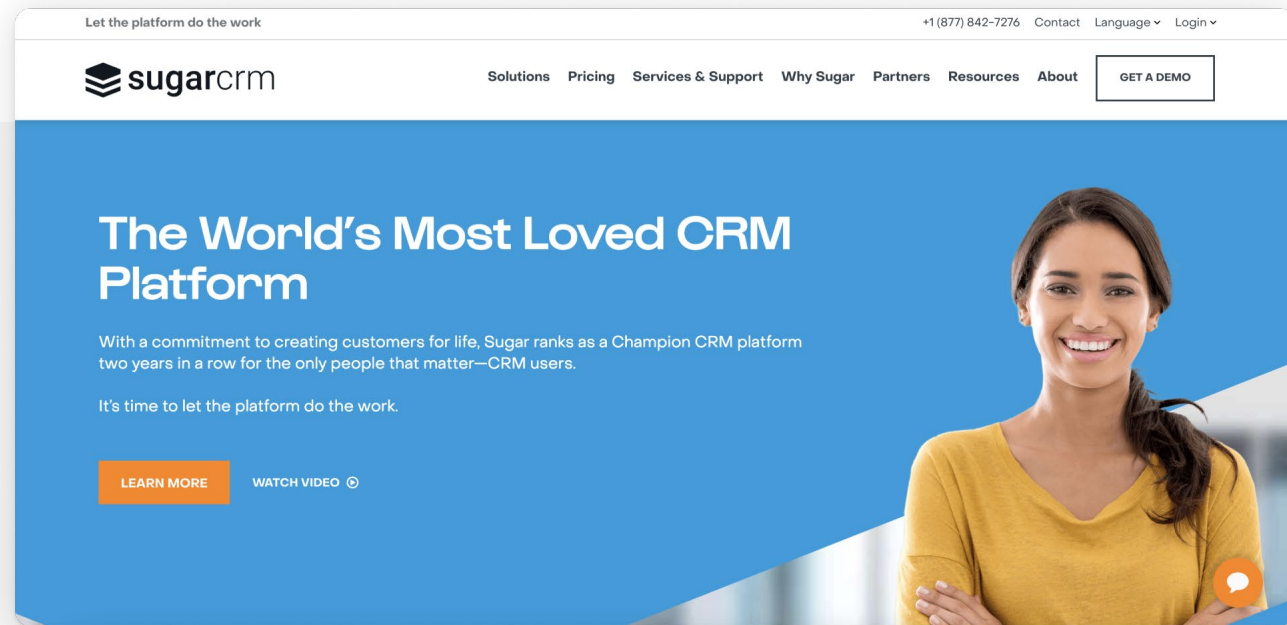 Let the platform do the work
+1 (877) 842-7276 Contact Language Login
sugarcrm
Solutions Pricing Services & Support Why Sugar Partners Resources About GET A DEMO
The World's Most Loved CRM
Platform
With a commitment to creating customers for life, Sugar ranks as a Champion CRM platform
two years in a row for the only people that matter—CRM users.
It's time to let the platform do the work.
LEARN MORE WATCH VIDEO